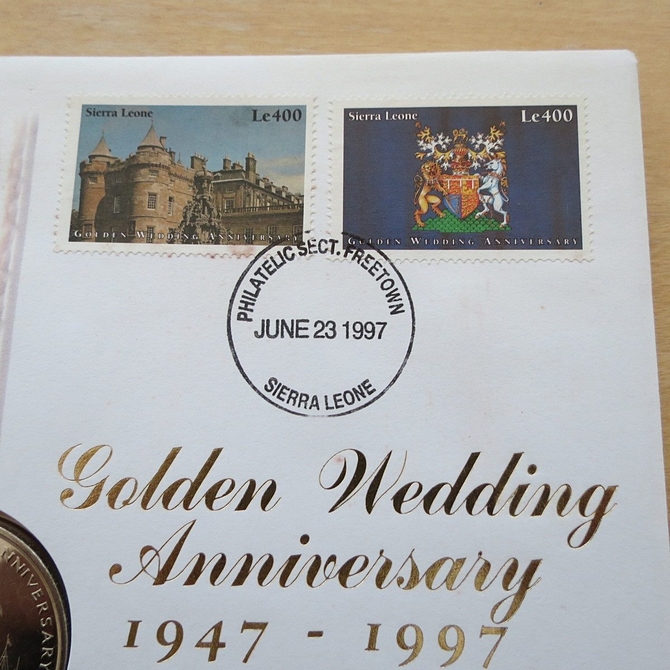 Sierra Leone Le400
GOLDEN WEDDING ANNIVERSARY
Sierra Leone Le400
GOLDEN WEDDING ANNIVERSARY
PHILATELIC SECT. FREETOWN
JUNE 23 1997
SIERRA LEONE
Golden Wedding
Anniversary
1947 - 1997
NIVERSARY